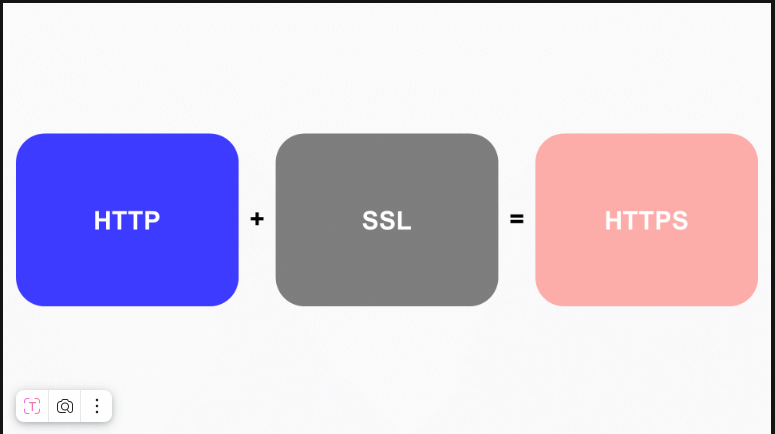 HTTP + SSL = HTTPS